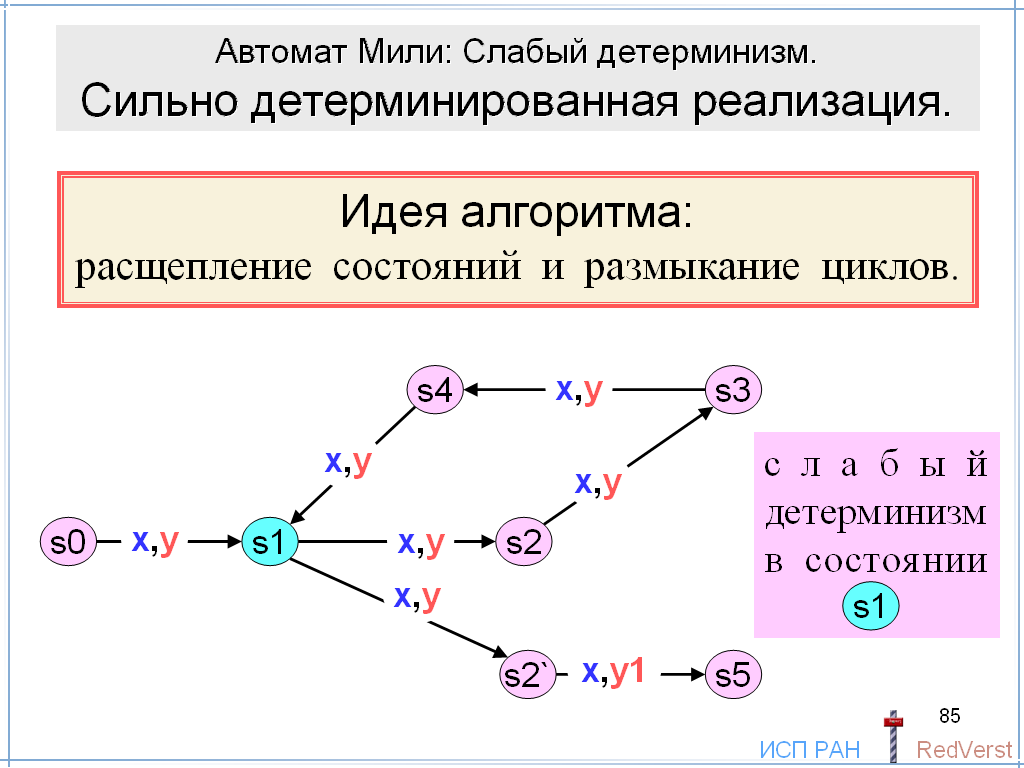 Автомат Мили: Слабый детерминизм.
Сильно детерминированная реализация.
Идея алгоритма:
расщепление состояний и размыкание циклов.
s4 x,y s3
x,y
x,y
s0 x,y s1 x,y s2
x,y
s2` x,y1 s5
с л а б ы й
детерминизм
в состоянии
s1
85
ИСП РАН RedVerst